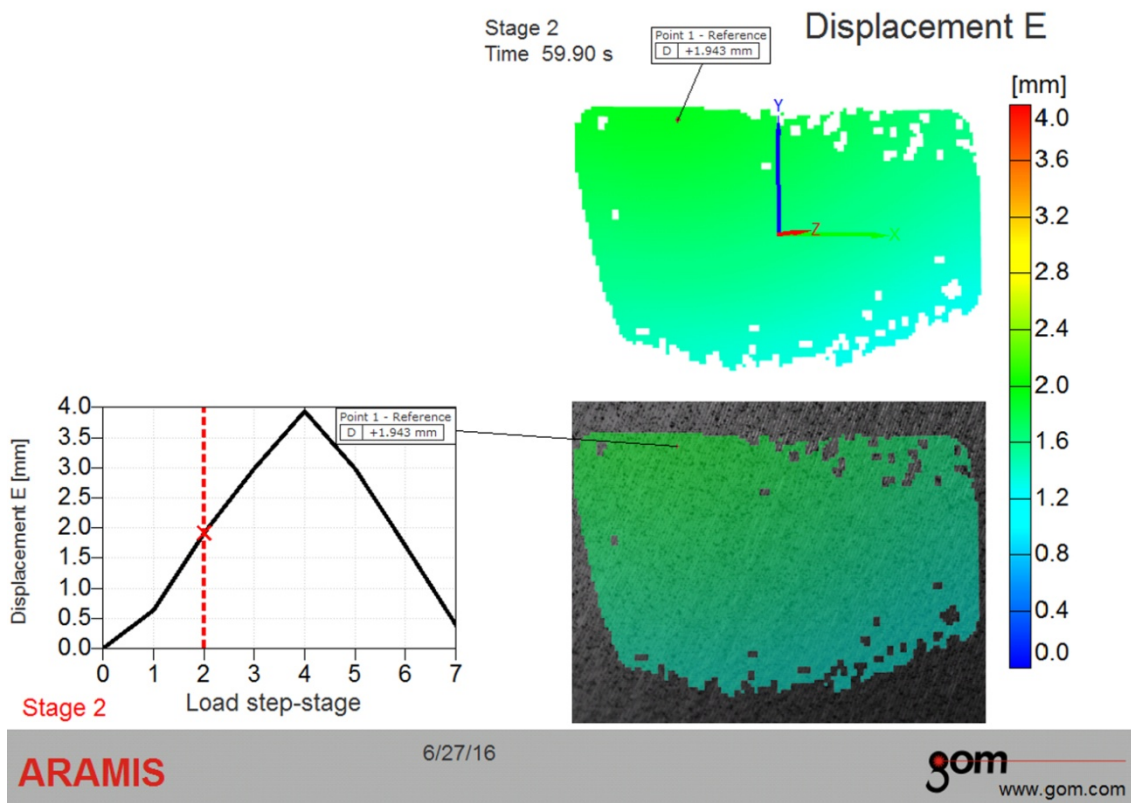 Stage 2
Time 59.90 s
Point 1 - Reference
D +1.943 mm
Displacement E
[mm]
4.0
3.6
3.2
2.8
2.4
2.0
1.6
1.2
0.8
0.4
0.0
Y
Z
X
Displacement E [mm]
4.0
3.5
3.0
2.5
2.0
1.5
1.0
0.5
0.0
Point 1 - Reference
D +1.943 mm
0 1 2 3 4 5 6 7
Stage 2
Load step-stage
ARAMIS
6/27/16
gom
www.gom.com